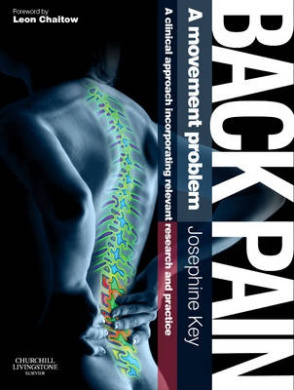 Foreword by
Leon Chaitow
BACK PAIN
A movement problem
Josephine Key
A clinical approach incorporating relevant research and practice
CHURCHILL
LIVINGSTONE
ELSEVIER